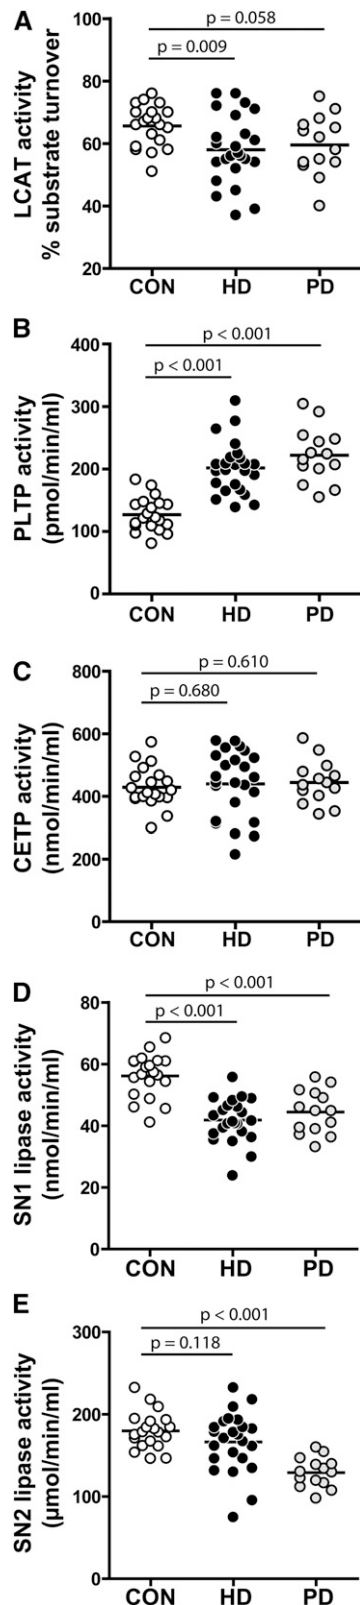 A
p = 0.058
p = 0.009
LCAT activity
% substrate turnover
100
80
60
40
20
CON HD PD
B
p < 0.001
p < 0.001
PLTP activity
(pmol/min/ml)
400
300
200
100
0
CON HD PD
C
p = 0.610
p = 0.680
CETP activity
(nmol/min/ml)
800
600
400
200
0
CON HD PD
D
p < 0.001
p < 0.001
SN1 lipase activity
(nmol/min/ml)
80
60
40
20
0
CON HD PD
E
p < 0.001
p = 0.118
SN2 lipase activity
(µmol/min/ml)
300
200
100
0
CON HD PD